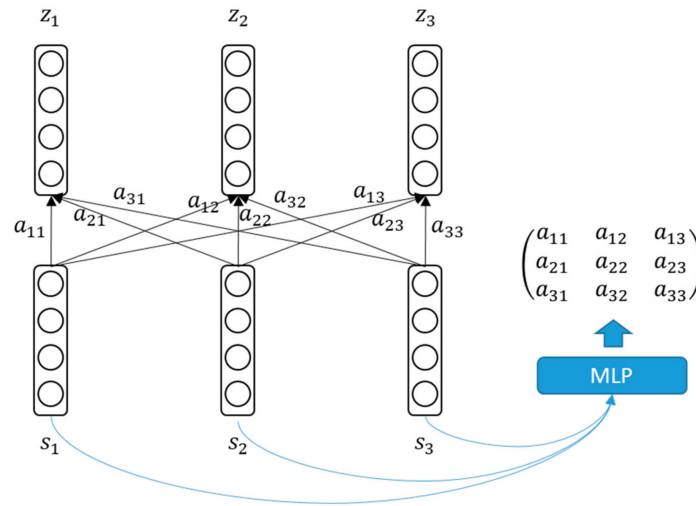 z₁ z₂ z₃
a₃₁ a₁₂ a₃₂ a₁₃
a₁₁ a₂₁ a₂₂ a₂₃ a₃₃
a₁₁ a₁₂ a₁₃
a₂₁ a₂₂ a₂₃
a₃₁ a₃₂ a₃₃
MLP
s₁ s₂ s₃